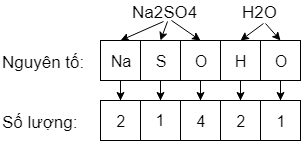 Na2SO4 H2O
Nguyên tố: Na S O H O
Số lượng: 2 1 4 2 1